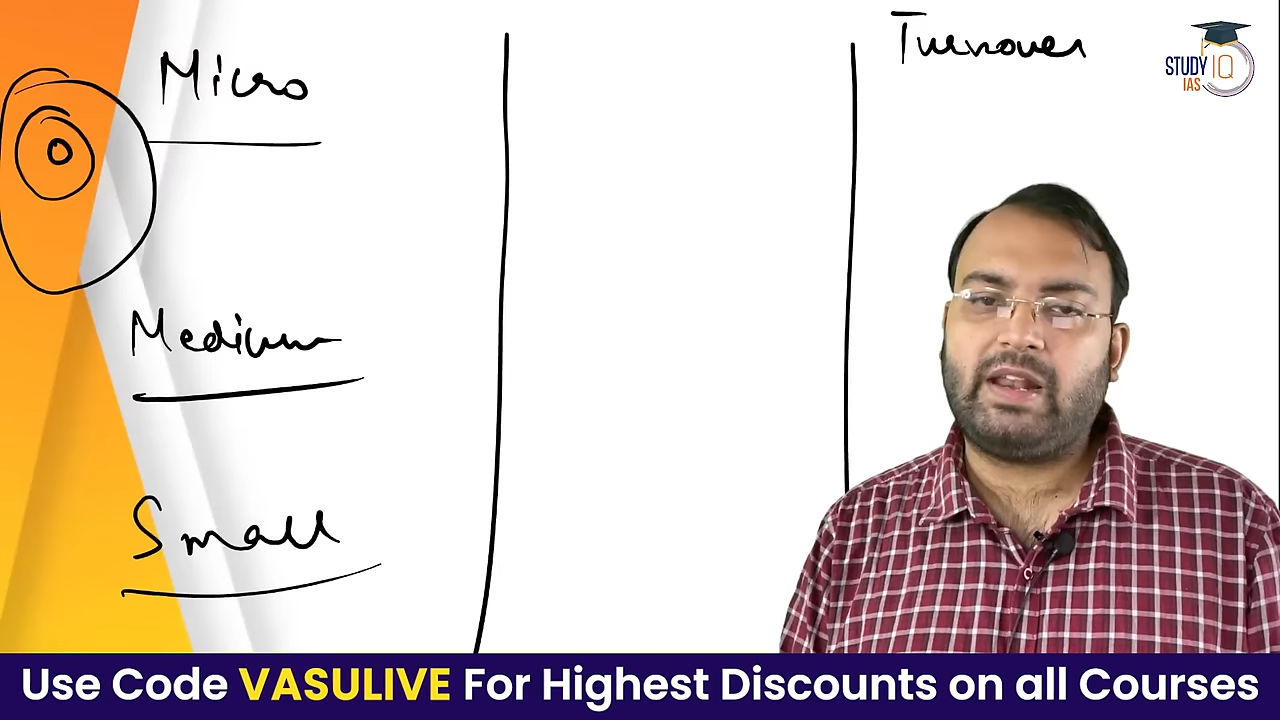 Turnover
Micro
STUDY IQ
IAS
Medium
Small
Use Code VASULIVE For Highest Discounts on all Courses